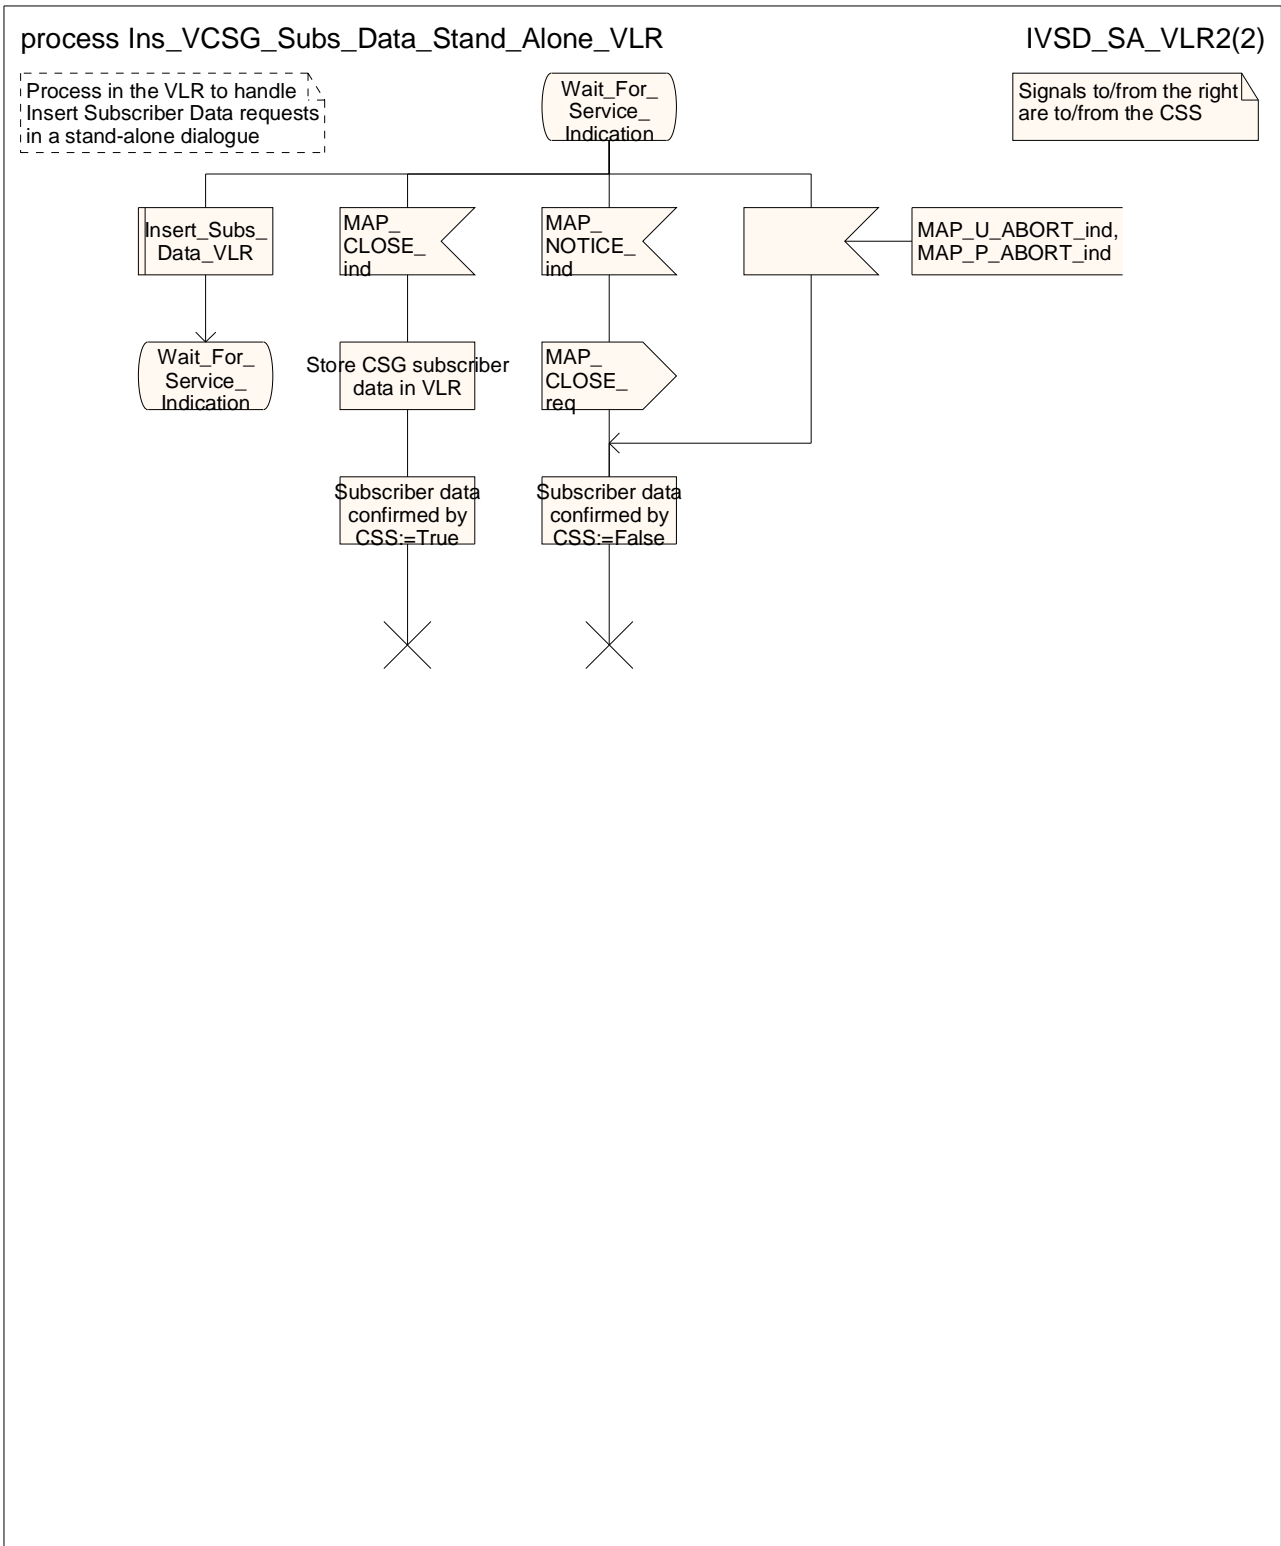 process Ins_VCSG_Subs_Data_Stand_Alone_VLR
IVSD_SA_VLR2(2)
Process in the VLR to handle
Insert Subscriber Data requests
in a stand-alone dialogue
Wait_For_
Service_
Indication
Signals to/from the right
are to/from the CSS
Insert_Subs_
Data_VLR
MAP_
CLOSE_
ind
MAP_
NOTICE_
ind
MAP_U_ABORT_ind,
MAP_P_ABORT_ind
Wait_For_
Service_
Indication
Store CSG subscriber
data in VLR
MAP_
CLOSE_
req
Subscriber data
confirmed by
CSS:=True
Subscriber data
confirmed by
CSS:=False